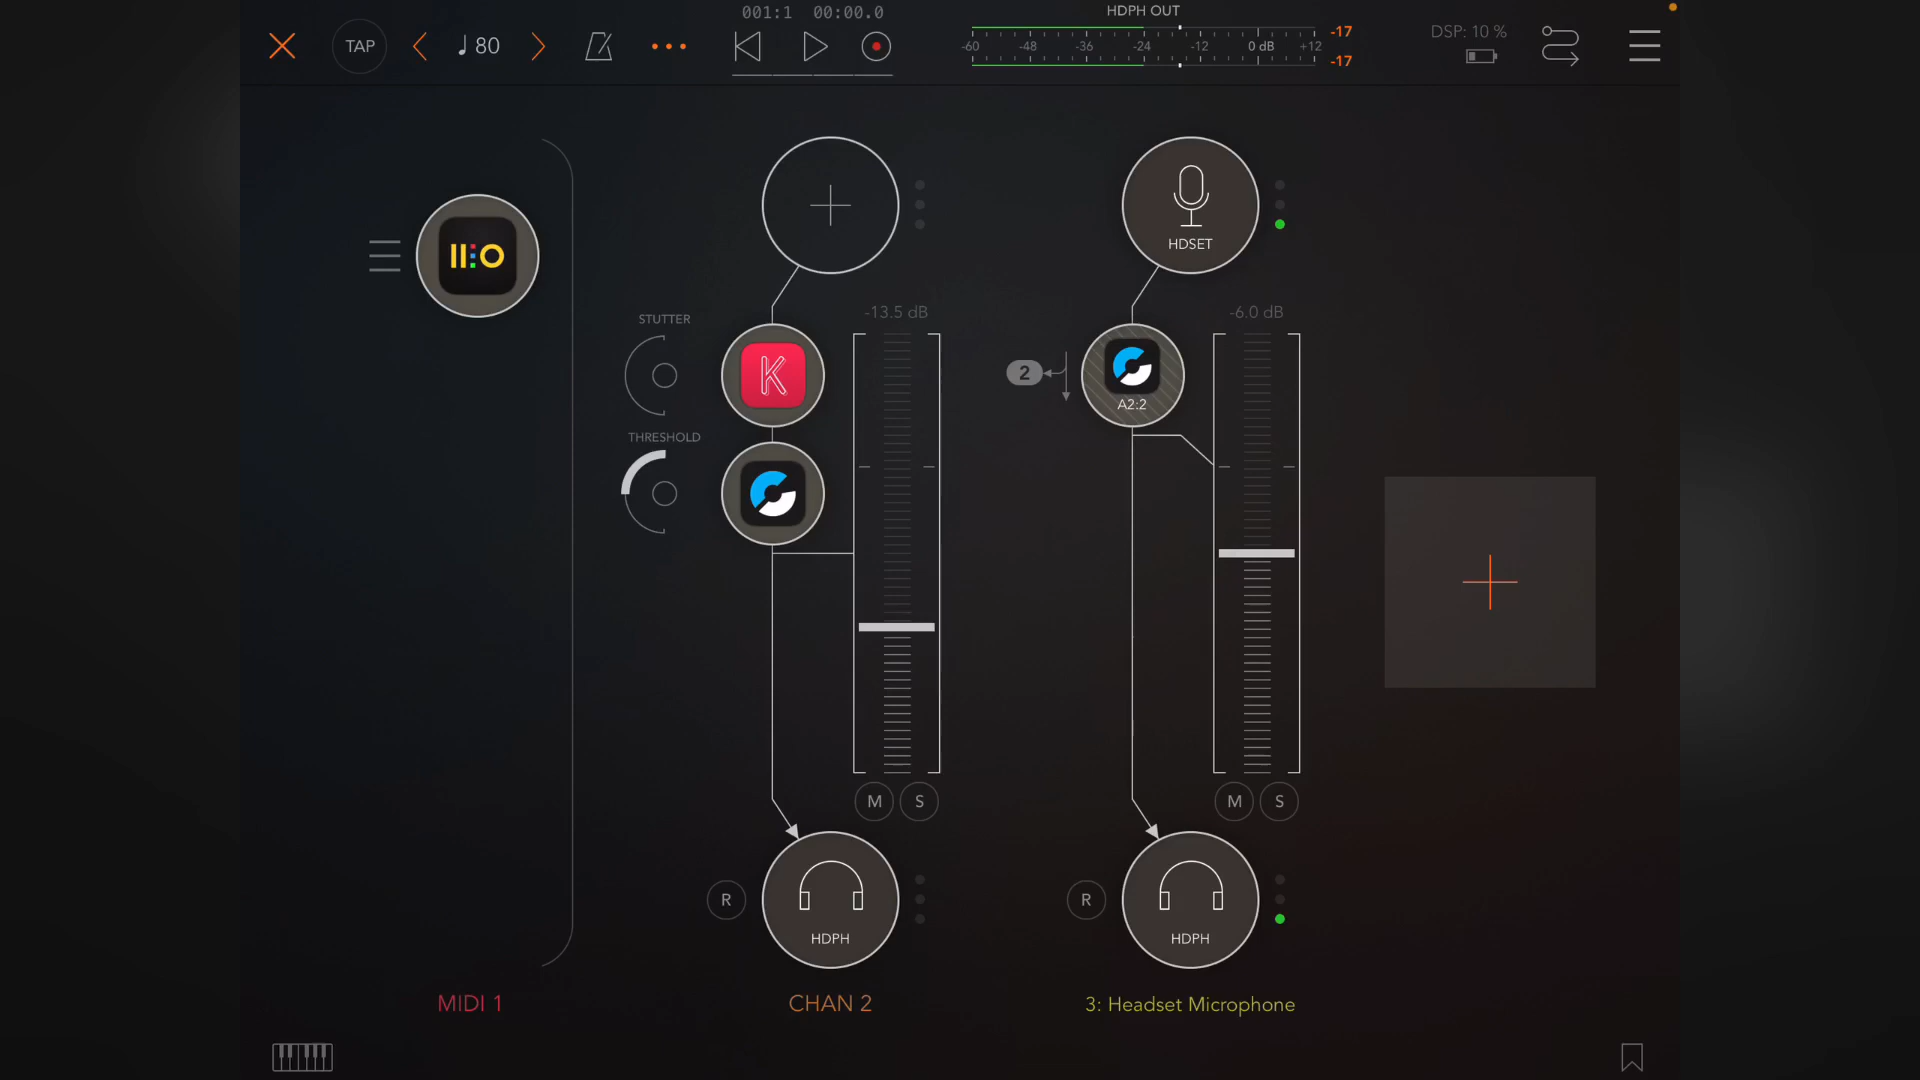 001:1 00:00.0
HDPH OUT
TAP
80
-60 -48 -36 -24 -12 0 dB +12
-17
-17
DSP: 10 %
HDSET
STUTTER
-13.5 dB
-6.0 dB
K
2
A2:2
THRESHOLD
M S
M S
R
HDPH
R
HDPH
MIDI 1
CHAN 2
3: Headset Microphone